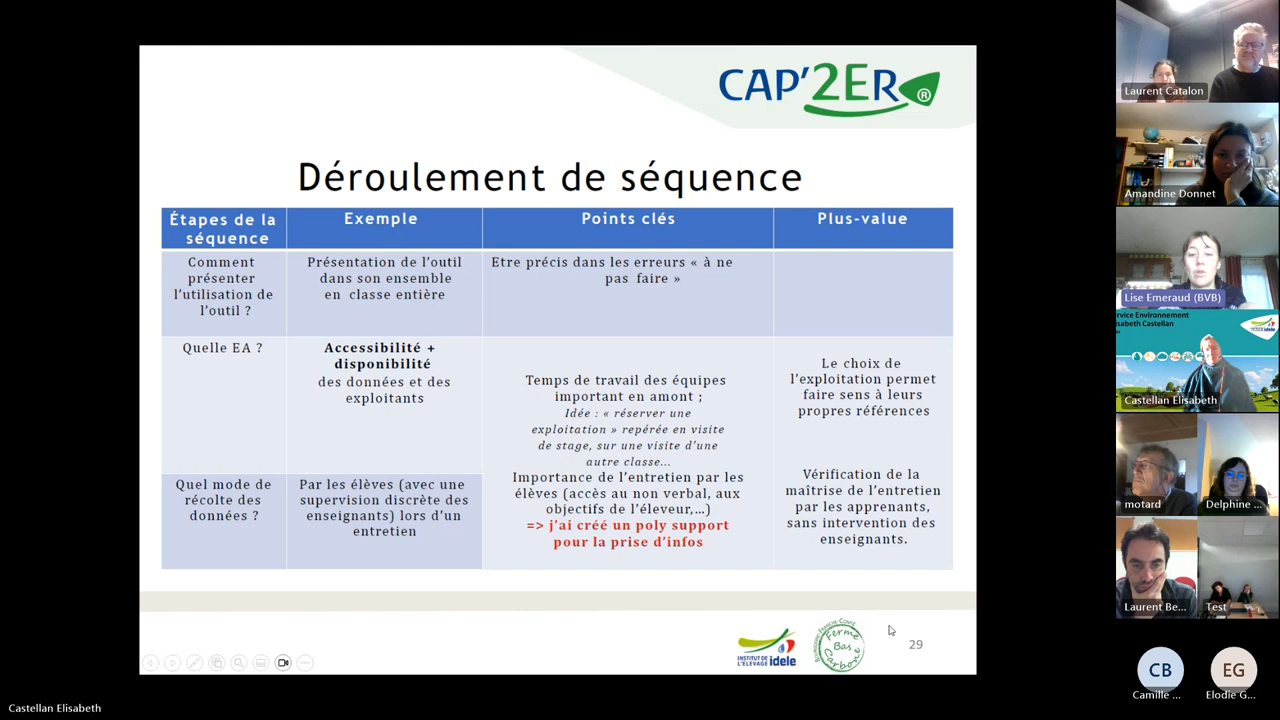 CAP'2ER®
Déroulement de séquence
Étapes de la
séquence
Exemple
Points clés
Plus-value
Comment
présenter
l'utilisation de
l'outil ?
Présentation de l'outil
dans son ensemble
en classe entière
Etre précis dans les erreurs « à ne
pas faire »
Quelle EA ?
Accessibilité +
disponibilité
des données et des
exploitants
Temps de travail des équipes
important en amont ;
Idée : « réserver une
exploitation » repérée en visite
de stage, sur une visite d'une
autre classe...
Importance de l'entretien par les
élèves (accès au non verbal, aux
objectifs de l'éleveur,...)
=> j'ai créé un poly support
pour la prise d'infos
Le choix de
l'exploitation permet
faire sens à leurs
propres références
Quel mode de
récolte des
données ?
Par les élèves (avec une
supervision discrète des
enseignants) lors d'un
entretien
Vérification de la
maîtrise de l'entretien
par les apprenants,
sans intervention des
enseignants.
INSTITUT DE
L'ÉLEVAGE idele
Ferme
Bas
Carbone
29
Castellan Elisabeth
Laurent Catalon
Amandine Donnet
Lise Emeraud (BVB)
rvice Environnement
isabeth Castellan
idele
Castellan Elisabeth
motard
Delphine ...
Laurent Be...
Test
CB
Camille ...
EG
Elodie G...